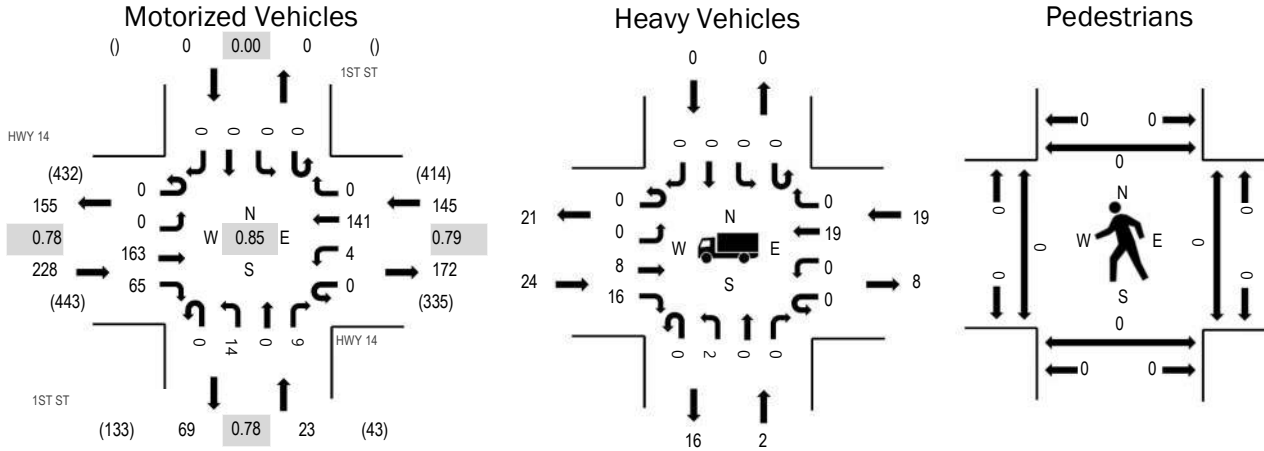 Motorized Vehicles
Heavy Vehicles
Pedestrians
() 0 0.00 0 ()
1ST ST
HWY 14
0 0 0 0
(432)
155
0.78
228
(443)
0
0
163
65
N
W 0.85 E
S
0
141
4
0
(414)
145
0.79
172
(335)
0 14 0 9
HWY 14
1ST ST
(133) 69 0.78 23 (43)
0 0
0 0 0 0
21
24
0
0
8
16
N
W E
S
0
19
0
0
19
8
0 2 0 0
16 2
0 0
0
0 0
0 0
0 0
N
W E
S
0
0 0